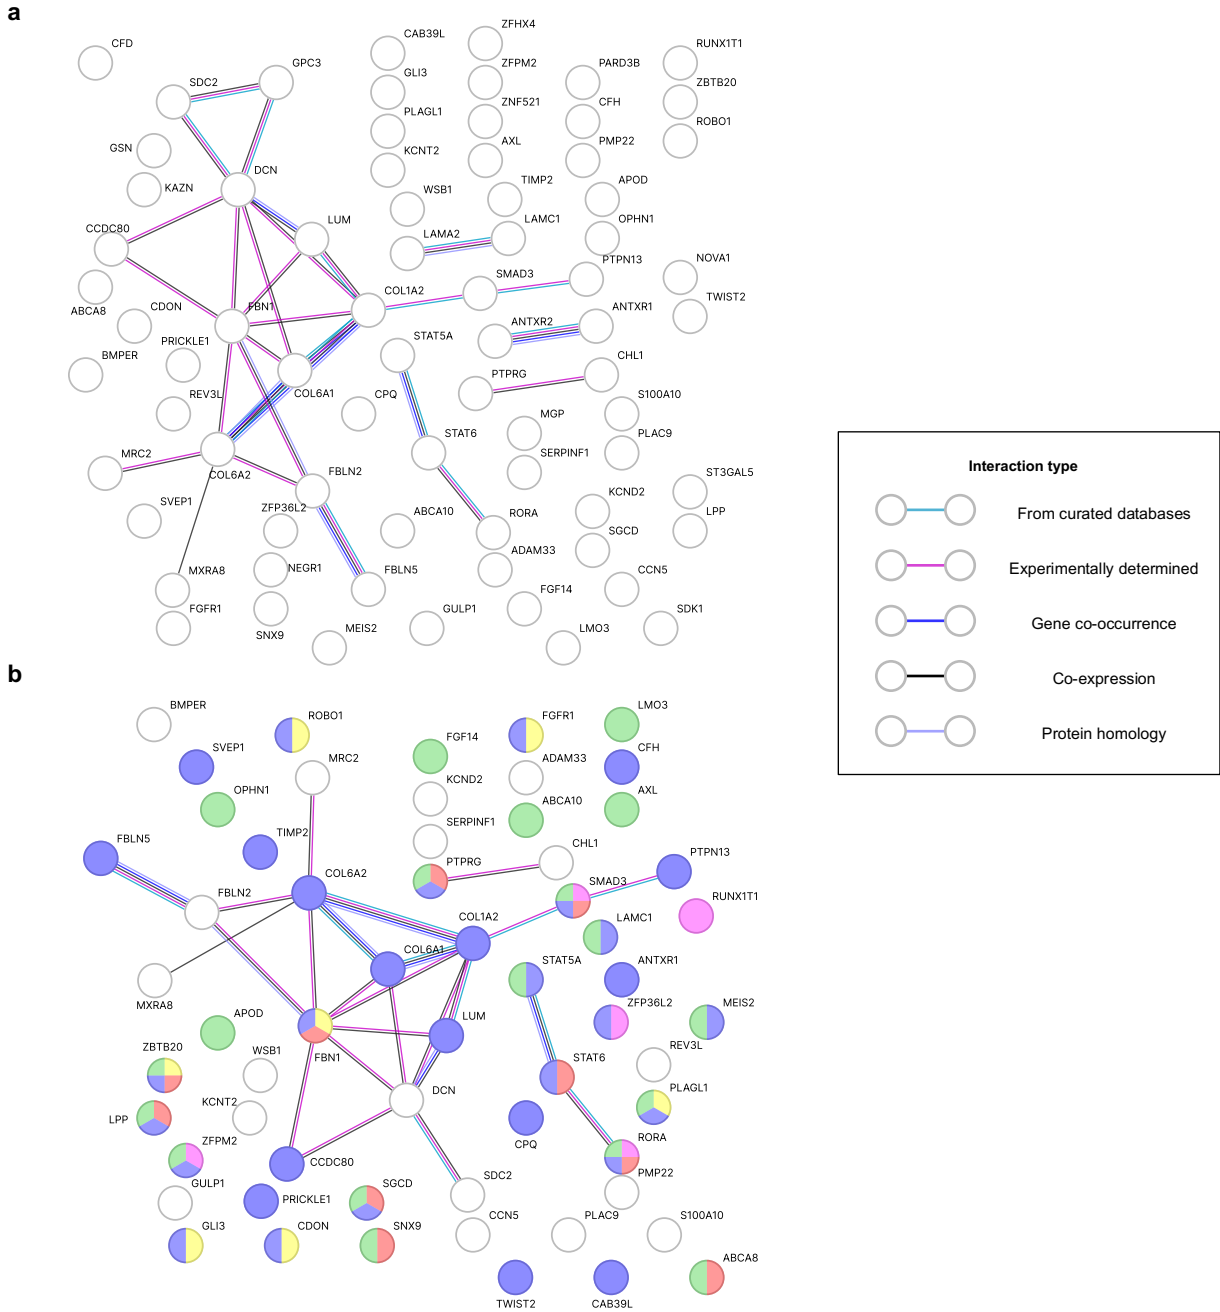 a
CFD
SDC2
GPC3
CAB39L
ZFHX4
GLI3
ZFPM2
PARD3B
RUNX1T1
ZBTB20
PLAGL1
ZNF521
CFH
ROBO1
GSN
KCNT2
AXL
PMP22
KAZN
DCN
WSB1
TIMP2
APOD
CCDC80
LUM
LAMA2
LAMC1
OPHN1
ABCA8
CDON
FBN1
COL1A2
SMAD3
PTPN13
NOVA1
TWIST2
BMPER
PRICKLE1
STAT5A
ANTXR2
ANTXR1
REV3L
COL6A1
CPQ
PTPRG
CHL1
S100A10
MGP
PLAC9
MRC2
COL6A2
STAT6
SERPINF1
SVEP1
FBLN2
ST3GAL5
ZFP36L2
ABCA10
RORA
KCND2
LPP
SGCD
MXRA8
NEGR1
FBLN5
ADAM33
CCN5
FGFR1
SNX9
GULP1
FGF14
SDK1
MEIS2
LMO3
Interaction type
From curated databases
Experimentally determined
Gene co-occurrence
Co-expression
Protein homology
b
BMPER
ROBO1
FGFR1
LMO3
SVEP1
MRC2
FGF14
ADAM33
CFH
OPHN1
KCND2
ABCA10
AXL
FBLN5
TIMP2
SERPINF1
COL6A2
PTPRG
CHL1
PTPN13
FBLN2
SMAD3
RUNX1T1
COL1A2
LAMC1
COL6A1
STAT5A
ANTXR1
MXRA8
ZFP36L2
MEIS2
APOD
LUM
FBN1
ZBTB20
WSB1
STAT6
REV3L
DCN
PLAGL1
LPP
KCNT2
CPQ
ZFPM2
CCDC80
RORA
PMP22
GULP1
PRICKLE1
SGCD
SDC2
GLI3
CDON
SNX9
CCN5
PLAC9
S100A10
ABCA8
TWIST2
CAB39L